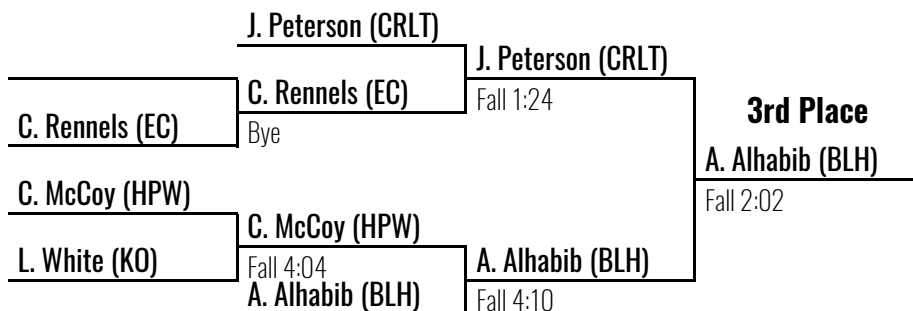 J. Peterson (CRLT)
J. Peterson (CRLT)
C. Rennels (EC)
Fall 1:24
3rd Place
C. Rennels (EC)
Bye
A. Alhabib (BLH)
C. McCoy (HPW)
Fall 2:02
C. McCoy (HPW)
L. White (KO)
A. Alhabib (BLH)
Fall 4:04
A. Alhabib (BLH)
Fall 4:10